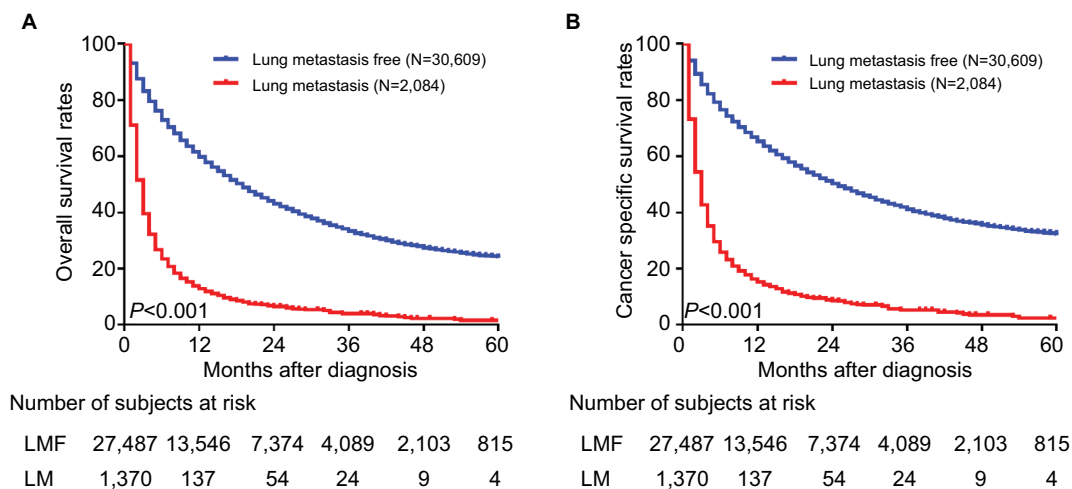 A
Overall survival rates
100
80
60
40
20
0
Lung metastasis free (N=30,609)
Lung metastasis (N=2,084)
P<0.001
0 12 24 36 48 60
Months after diagnosis
Number of subjects at risk
LMF 27,487 13,546 7,374 4,089 2,103 815
LM 1,370 137 54 24 9 4
B
Cancer specific survival rates
100
80
60
40
20
0
Lung metastasis free (N=30,609)
Lung metastasis (N=2,084)
P<0.001
0 12 24 36 48 60
Months after diagnosis
Number of subjects at risk
LMF 27,487 13,546 7,374 4,089 2,103 815
LM 1,370 137 54 24 9 4